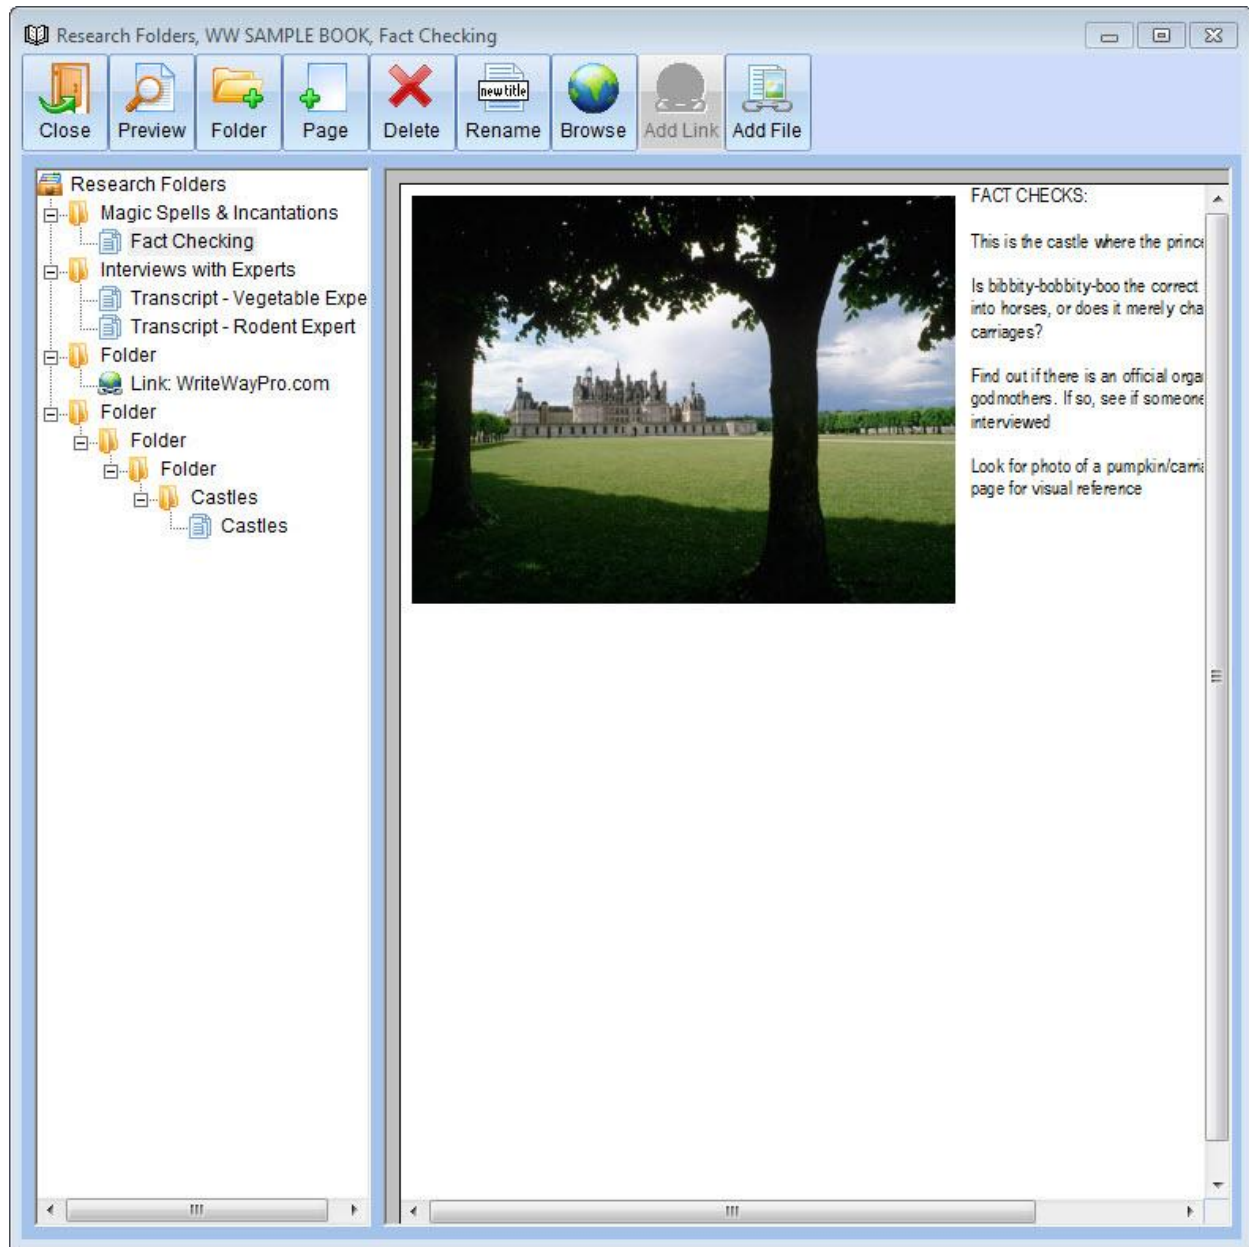 Research Folders, WW SAMPLE BOOK, Fact Checking
Close Preview Folder Page Delete Rename Browse Add Link Add File
new title
Research Folders
Magic Spells & Incantations
Fact Checking
Interviews with Experts
Transcript - Vegetable Expe
Transcript - Rodent Expert
Folder
Link: WriteWayPro.com
Folder
Folder
Folder
Castles
Castles
FACT CHECKS:
This is the castle where the prince
Is bibbity-bobbity-boo the correct
into horses, or does it merely cha
carriages?
Find out if there is an official orga
godmothers. If so, see if someone
interviewed
Look for photo of a pumpkin/carria
page for visual reference